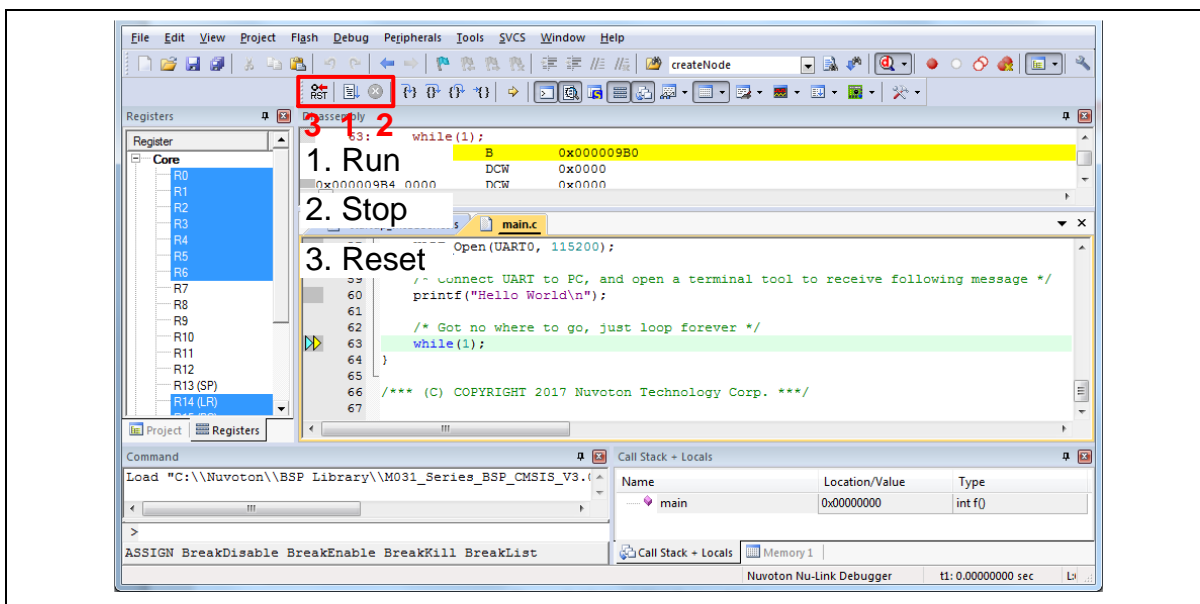 File Edit View Project Flash Debug Peripherals Tools SVCS Window Help
createNode
RST
3 1 2
Registers
Register
Core
R0
R1
R2
R3
R4
R5
R6
R7
R8
R9
R10
R11
R12
R13 (SP)
R14 (LR)
Project Registers
Disassembly
63: while(1);
B 0x000009B0
DCW 0x0000
0x000009B4 0000 DCW 0x0000
1. Run
2. Stop
3. Reset
main.c
Open(UART0, 115200);
59 /* Connect UART to PC, and open a terminal tool to receive following message */
60 printf("Hello World\n");
61
62 /* Got no where to go, just loop forever */
63 while(1);
64 }
65
66 /*** (C) COPYRIGHT 2017 Nuvoton Technology Corp. ***/
67
Command
Load "C:\\Nuvoton\\BSP Library\\M031_Series_BSP_CMSIS_V3.
>
ASSIGN BreakDisable BreakEnable BreakKill BreakList
Call Stack + Locals
Name Location/Value Type
main 0x00000000 int f()
Call Stack + Locals Memory 1
Nuvoton Nu-Link Debugger t1: 0.00000000 sec